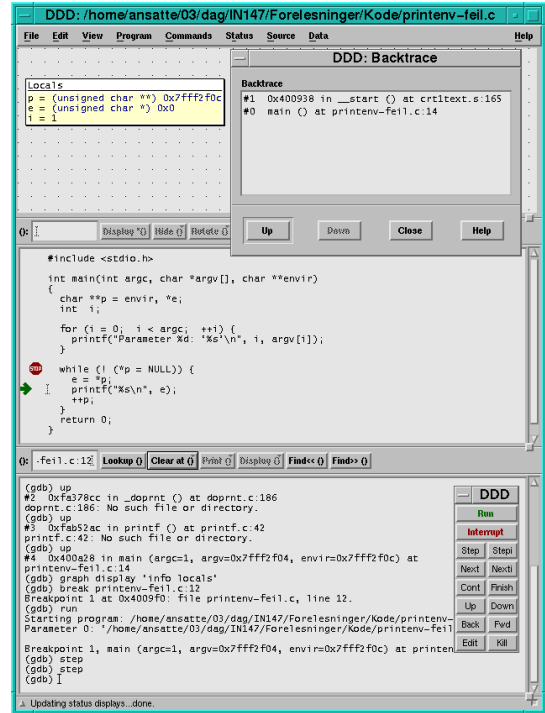 DDD: /home/ansatte/03/dag/IN147/Forelesninger/Kode/printenv-feil.c
File Edit View Program Commands Status Source Data Help
DDD: Backtrace
Backtrace
#1 0x400938 in __start () at crt1text.s:165
#0 main () at printenv-feil.c:14
Up Down Close Help
Locals
p = (unsigned char **) 0x7fff2f0c
e = (unsigned char *) 0x0
i = 1
(): Display *() Hide () Rotate ()
#include <stdio.h>
int main(int argc, char *argv[], char **envir)
{
char **p = envir, *e;
int i;
for (i = 0; i < argc; ++i) {
printf("Parameter %d: '%s'\n", i, argv[i]);
}
STOP while (! (*p = NULL)) {
e = *p;
printf("%s\n", e);
++p;
}
return 0;
}
(): -feil.c:12 Lookup () Clear at () Print () Display () Find<< () Find>> ()
(gdb) up
#2 0xfa378cc in _doprnt () at doprnt.c:186
doprnt.c:186: No such file or directory.
(gdb) up
#3 0xfab52ac in printf () at printf.c:42
printf.c:42: No such file or directory.
(gdb) up
#4 0x400a28 in main (argc=1, argv=0x7fff2f04, envir=0x7fff2f0c) at
printenv-feil.c:14
(gdb) graph display 'info locals'
(gdb) break printenv-feil.c:12
Breakpoint 1 at 0x4009f0: file printenv-feil.c, line 12.
(gdb) run
Starting program: /home/ansatte/03/dag/IN147/Forelesninger/Kode/printenv-
Parameter 0: '/home/ansatte/03/dag/IN147/Forelesninger/Kode/printenv-feil
Breakpoint 1, main (argc=1, argv=0x7fff2f04, envir=0x7fff2f0c) at printen
(gdb) step
(gdb) step
(gdb)
DDD
Run
Interrupt
Step Stepi
Next Nexti
Cont Finish
Up Down
Back Fwd
Edit Kill
Updating status displays...done.